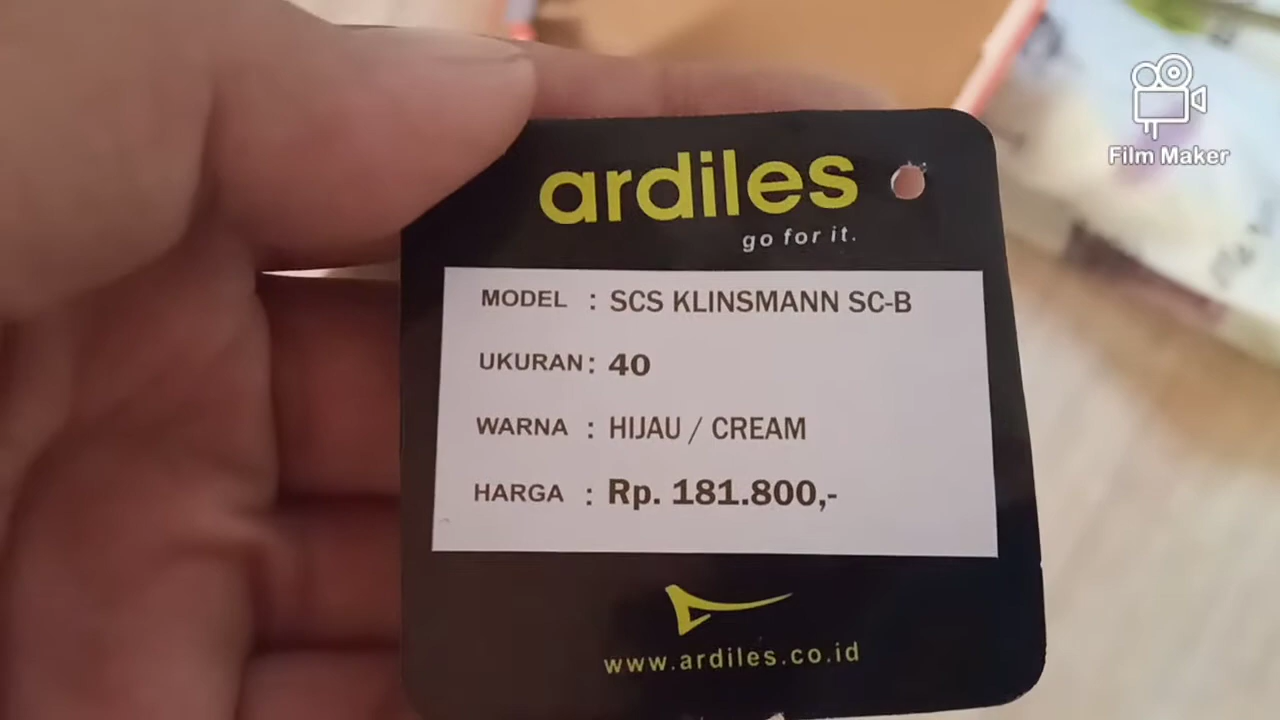 Film Maker
ardiles
go for it.
MODEL : SCS KLINSMANN SC-B
UKURAN : 40
WARNA : HIJAU / CREAM
HARGA : Rp. 181.800,-
www.ardiles.co.id